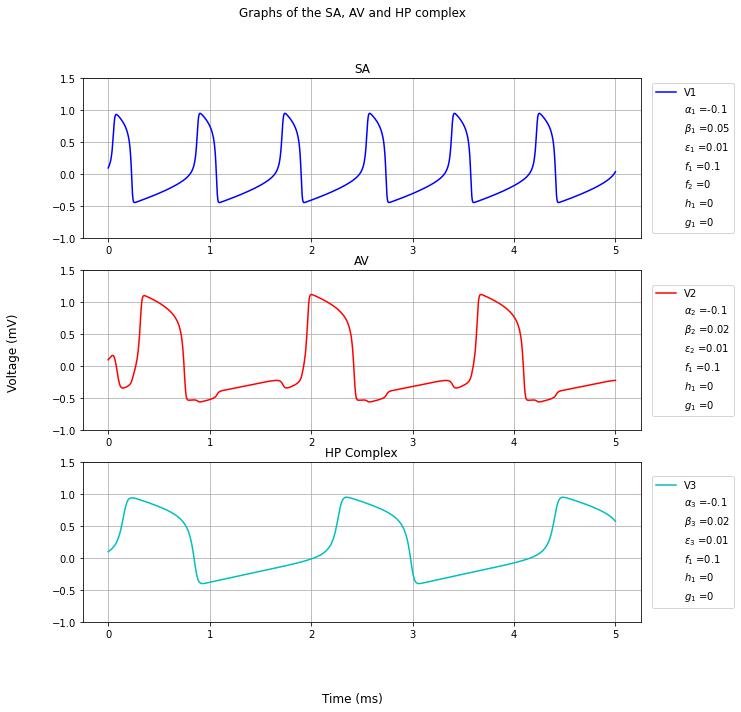 Graphs of the SA, AV and HP complex
SA
1.5
1.0
0.5
0.0
−0.5
−1.0
0 1 2 3 4 5
V1
α₁ =-0.1
β₁ =0.05
ε₁ =0.01
f₁ =0.1
f₂ =0
h₁ =0
g₁ =0
AV
1.5
1.0
0.5
0.0
−0.5
−1.0
0 1 2 3 4 5
V2
α₂ =-0.1
β₂ =0.02
ε₂ =0.01
f₁ =0.1
h₁ =0
g₁ =0
Voltage (mV)
HP Complex
1.5
1.0
0.5
0.0
−0.5
−1.0
0 1 2 3 4 5
V3
α₃ =-0.1
β₃ =0.02
ε₃ =0.01
f₁ =0.1
h₁ =0
g₁ =0
Time (ms)